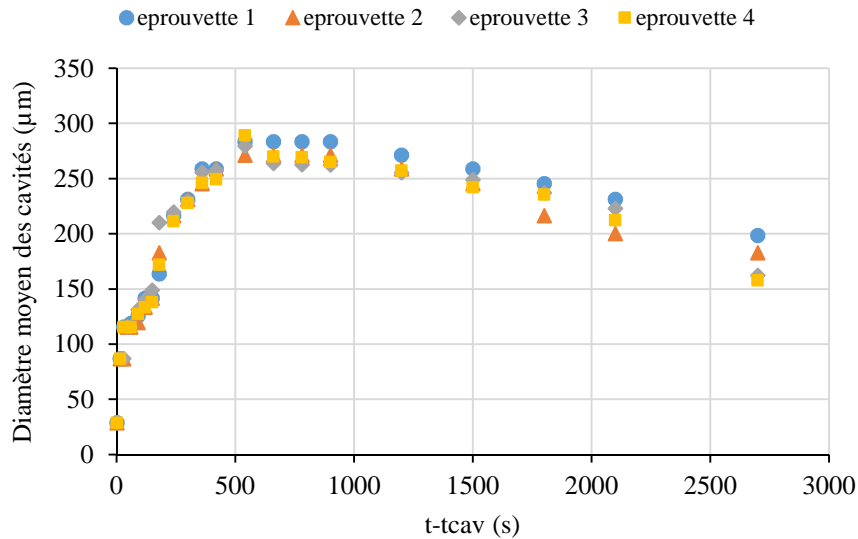 eprouvette 1 eprouvette 2 eprouvette 3 eprouvette 4
Diamètre moyen des cavités (µm)
350
300
250
200
150
100
50
0
0 500 1000 1500 2000 2500 3000
t-tcav (s)